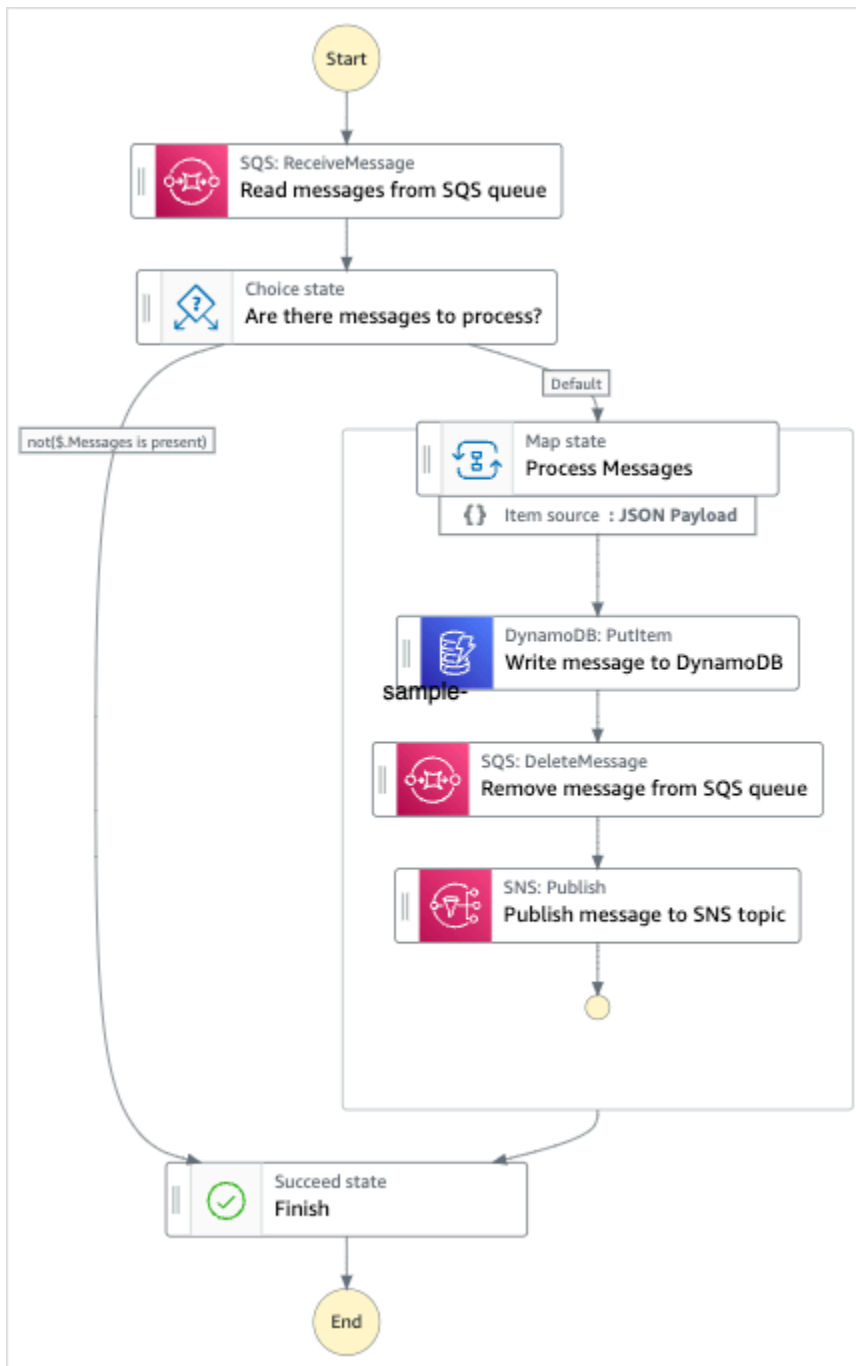 Start
SQS: ReceiveMessage
Read messages from SQS queue
Choice state
Are there messages to process?
Default
not($.Messages is present)
Map state
Process Messages
{} Item source : JSON Payload
DynamoDB: PutItem
Write message to DynamoDB
sample-
SQS: DeleteMessage
Remove message from SQS queue
SNS: Publish
Publish message to SNS topic
Succeed state
Finish
End